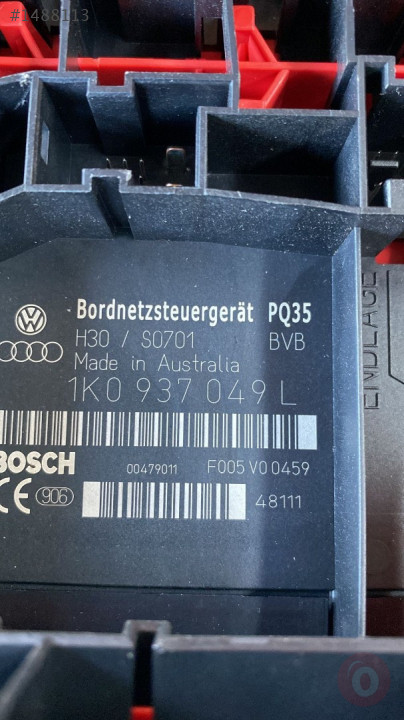 #1488113
Bordnetzsteuergerät PQ35
H30 / S0701 BVB
Made in Australia
1K0 937 049 L
BOSCH 00479011 F005 V0 0459
CE 906 48111
ENDLAGE